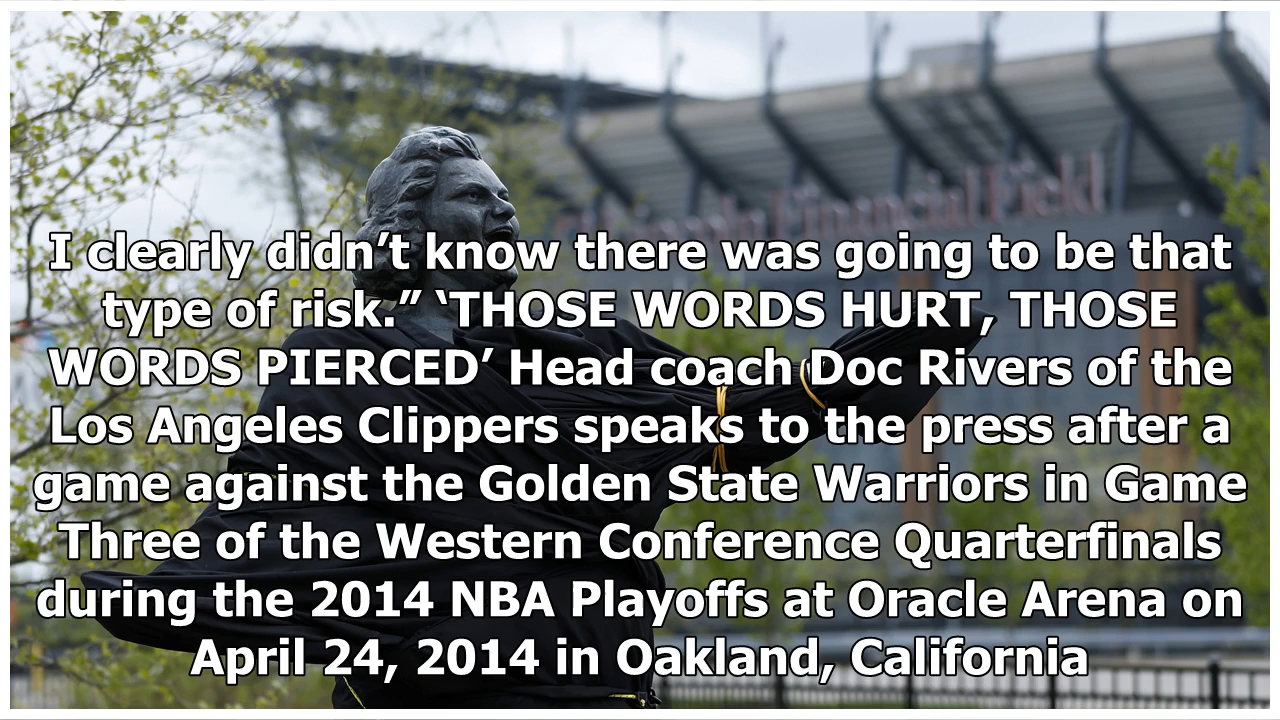 Lincoln Financial Field
I clearly didn’t know there was going to be that
type of risk.” ‘THOSE WORDS HURT, THOSE
WORDS PIERCED’ Head coach Doc Rivers of the
Los Angeles Clippers speaks to the press after a
game against the Golden State Warriors in Game
Three of the Western Conference Quarterfinals
during the 2014 NBA Playoffs at Oracle Arena on
April 24, 2014 in Oakland, California